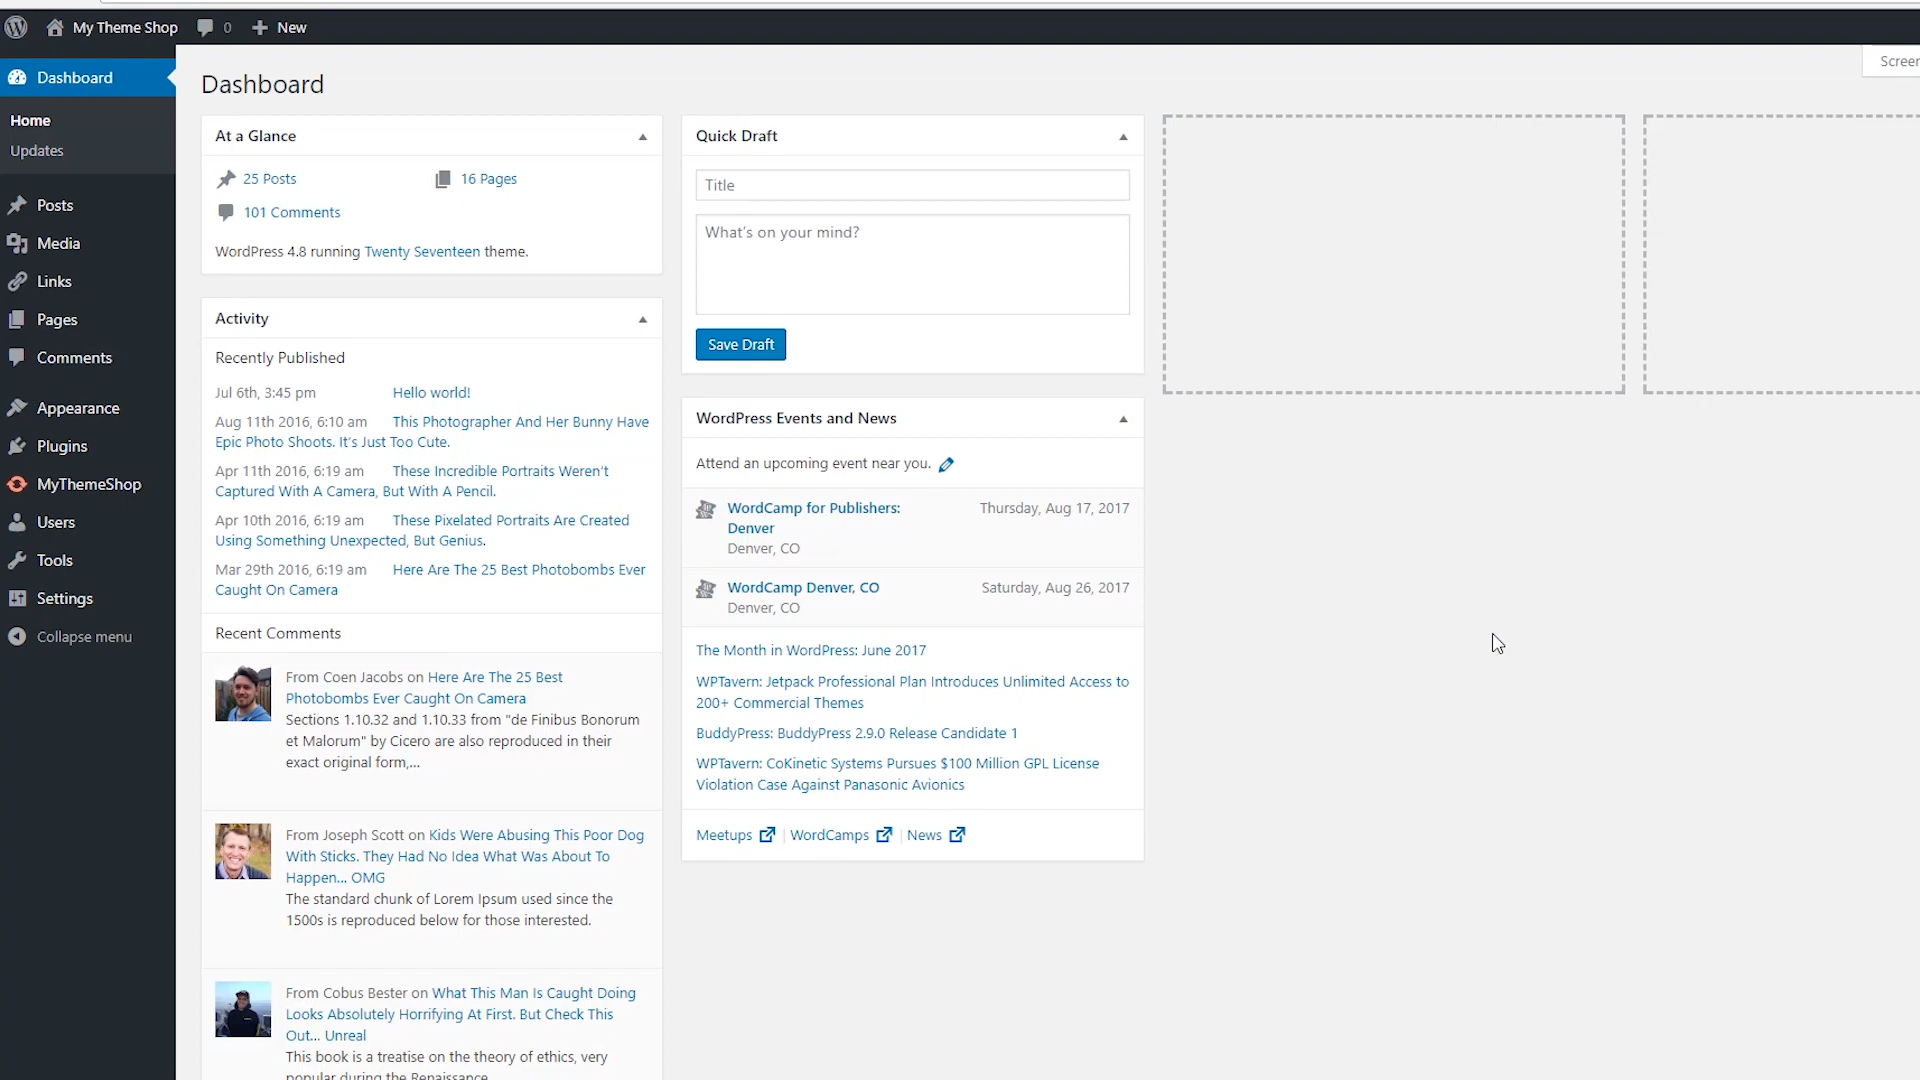 My Theme Shop
0
New
Dashboard
Home
Updates
Posts
Media
Links
Pages
Comments
Appearance
Plugins
MyThemeShop
Users
Tools
Settings
Collapse menu
Dashboard
At a Glance
25 Posts
16 Pages
101 Comments
WordPress 4.8 running Twenty Seventeen theme.
Activity
Recently Published
Jul 6th, 3:45 pm Hello world!
Aug 11th 2016, 6:10 am This Photographer And Her Bunny Have
Epic Photo Shoots. It's Just Too Cute.
Apr 11th 2016, 6:19 am These Incredible Portraits Weren't
Captured With A Camera, But With A Pencil.
Apr 10th 2016, 6:19 am These Pixelated Portraits Are Created
Using Something Unexpected, But Genius.
Mar 29th 2016, 6:19 am Here Are The 25 Best Photobombs Ever
Caught On Camera
Recent Comments
From Coen Jacobs on Here Are The 25 Best
Photobombs Ever Caught On Camera
Sections 1.10.32 and 1.10.33 from "de Finibus Bonorum
et Malorum" by Cicero are also reproduced in their
exact original form,...
From Joseph Scott on Kids Were Abusing This Poor Dog
With Sticks. They Had No Idea What Was About To
Happen... OMG
The standard chunk of Lorem Ipsum used since the
1500s is reproduced below for those interested.
From Cobus Bester on What This Man Is Caught Doing
Looks Absolutely Horrifying At First. But Check This
Out... Unreal
This book is a treatise on the theory of ethics, very
popular during the Renaissance.
Quick Draft
Title
What's on your mind?
Save Draft
WordPress Events and News
Attend an upcoming event near you.
WordCamp for Publishers:
Denver
Denver, CO
Thursday, Aug 17, 2017
WordCamp Denver, CO
Denver, CO
Saturday, Aug 26, 2017
The Month in WordPress: June 2017
WPTavern: Jetpack Professional Plan Introduces Unlimited Access to
200+ Commercial Themes
BuddyPress: BuddyPress 2.9.0 Release Candidate 1
WPTavern: CoKinetic Systems Pursues $100 Million GPL License
Violation Case Against Panasonic Avionics
Meetups | WordCamps | News
Screen